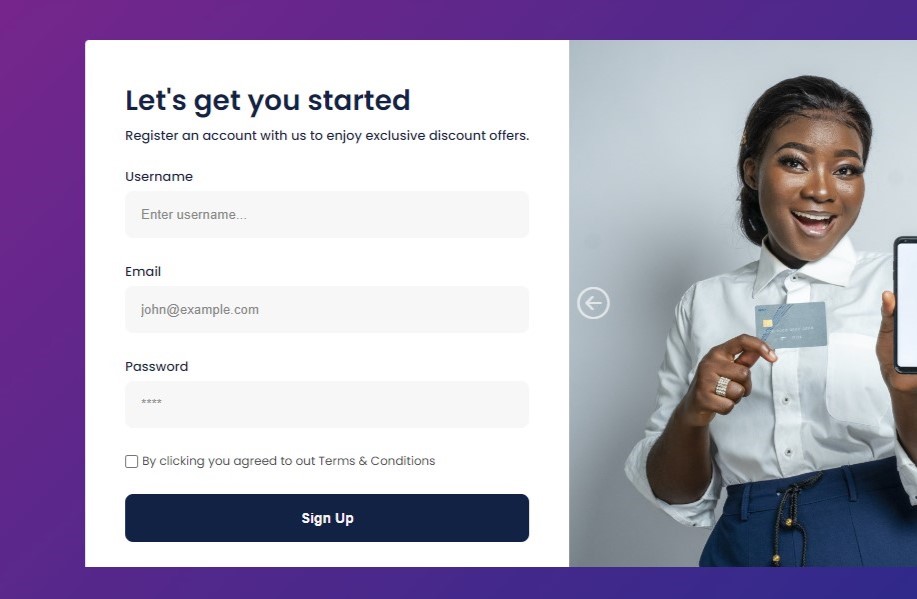 Let's get you started
Register an account with us to enjoy exclusive discount offers.
Username
Enter username...
Email
john@example.com
Password
****
By clicking you agreed to out Terms & Conditions
Sign Up